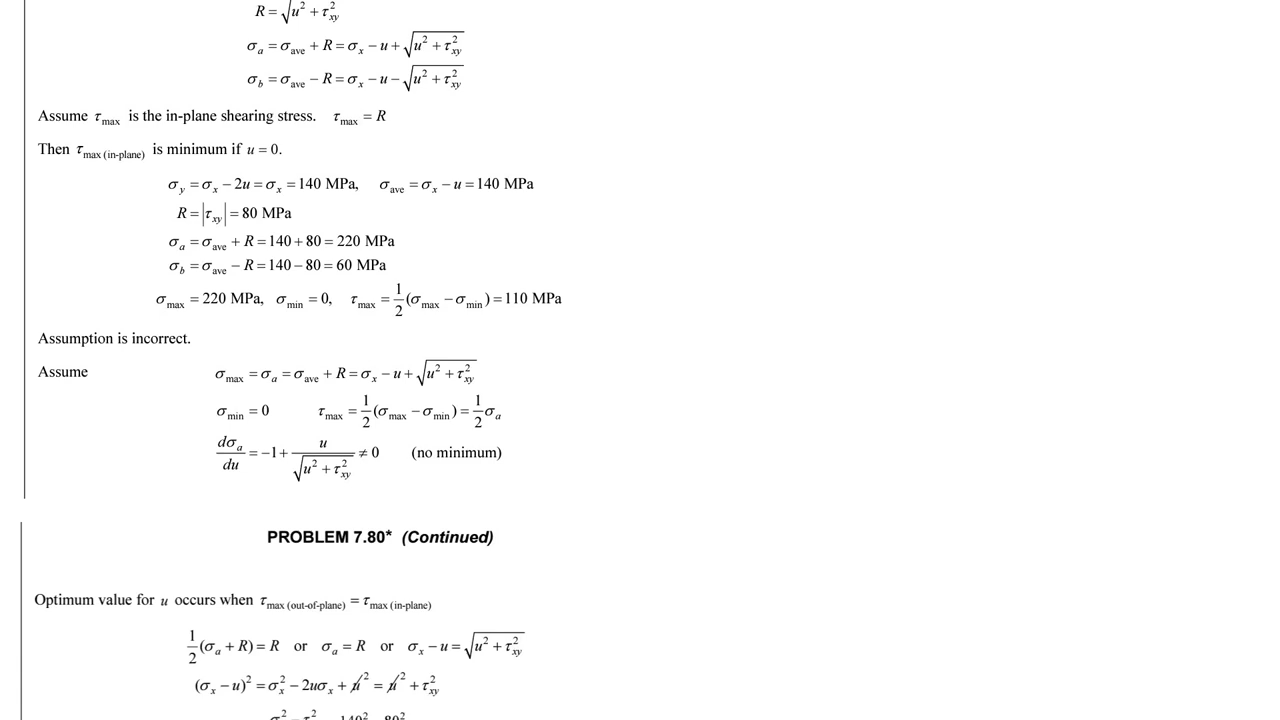 R = √(u² + τ²xy)
σa = σave + R = σx − u + √(u² + τ²xy)
σb = σave − R = σx − u − √(u² + τ²xy)
Assume τmax is the in-plane shearing stress. τmax = R
Then τmax (in-plane) is minimum if u = 0.
σy = σx − 2u = σx = 140 MPa, σave = σx − u = 140 MPa
R = |τxy| = 80 MPa
σa = σave + R = 140 + 80 = 220 MPa
σb = σave − R = 140 − 80 = 60 MPa
σmax = 220 MPa, σmin = 0, τmax = 1/2(σmax − σmin) = 110 MPa
Assumption is incorrect.
Assume σmax = σa = σave + R = σx − u + √(u² + τ²xy)
σmin = 0 τmax = 1/2(σmax − σmin) = 1/2σa
dσa/du = −1 + u/√(u² + τ²xy) ≠ 0 (no minimum)
PROBLEM 7.80* (Continued)
Optimum value for u occurs when τmax (out-of-plane) = τmax (in-plane)
1/2(σa + R) = R or σa = R or σx − u = √(u² + τ²xy)
(σx − u)² = σ²x − 2uσx + u² = u² + τ²xy